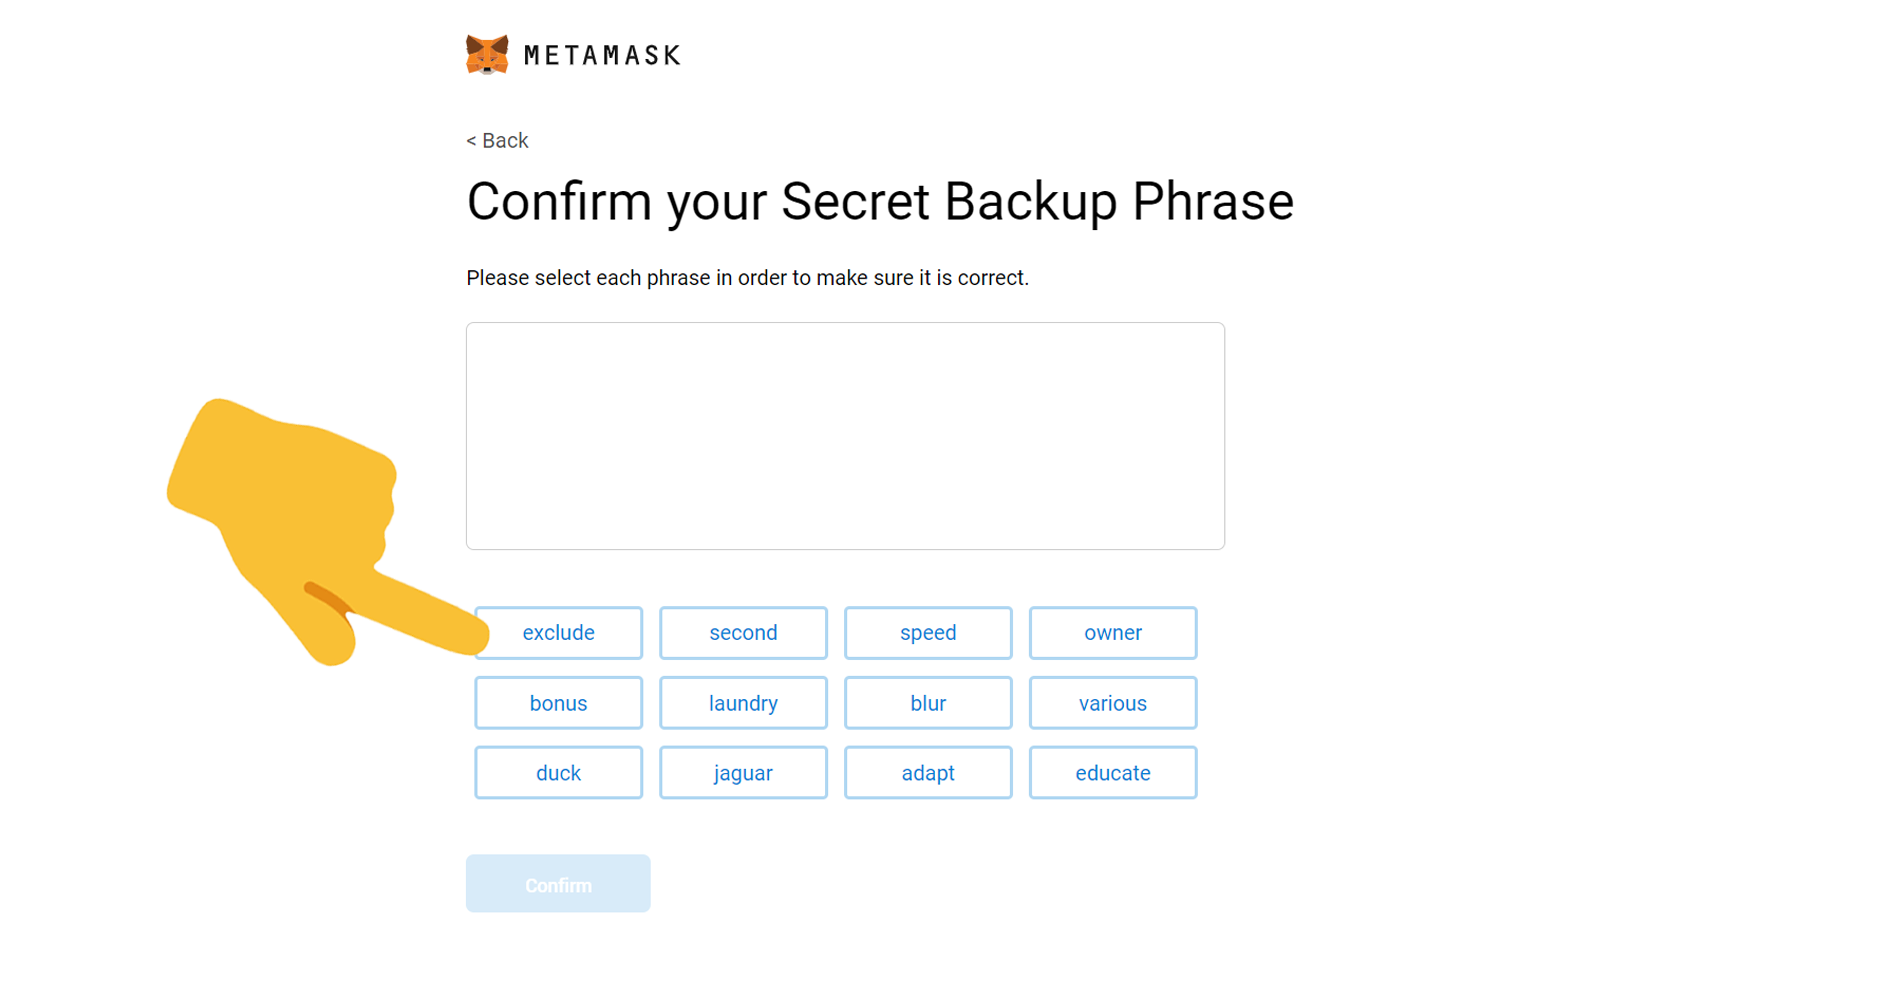 METAMASK
< Back
Confirm your Secret Backup Phrase
Please select each phrase in order to make sure it is correct.
exclude second speed owner
bonus laundry blur various
duck jaguar adapt educate
Confirm